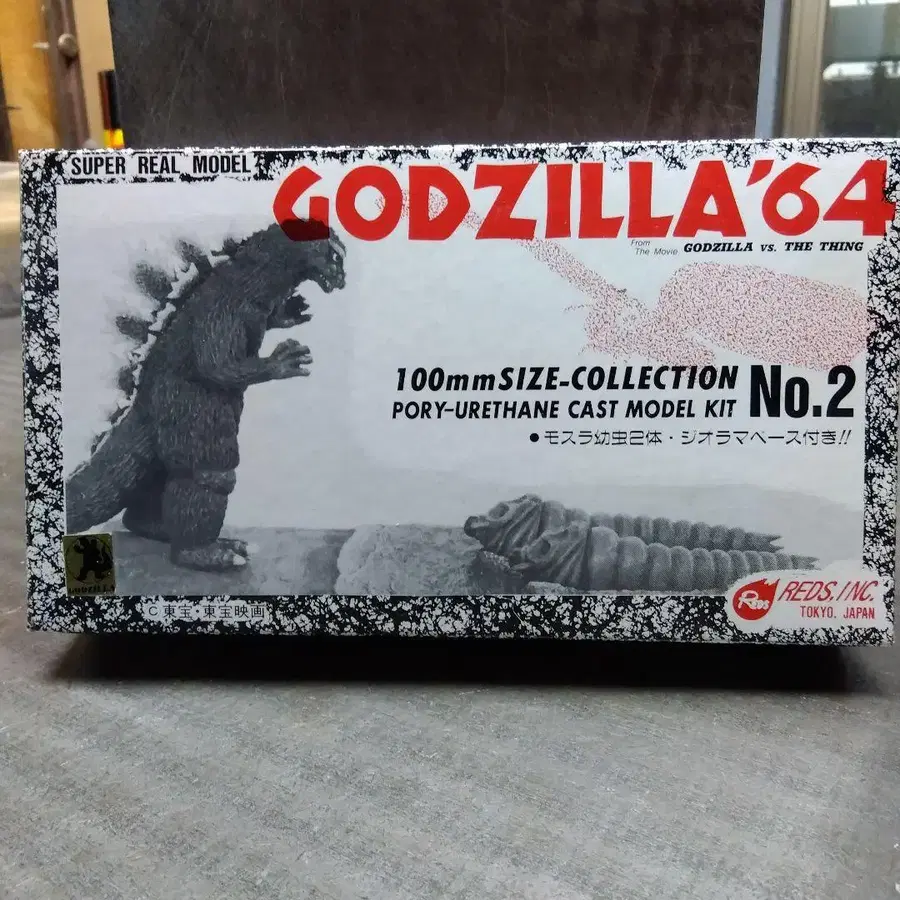 SUPER REAL MODEL
GODZILLA'64
From
The Movie GODZILLA VS. THE THING
100mmSIZE-COLLECTION
PORY-URETHANE CAST MODEL KIT No.2
●モスラ幼虫2体・ジオラマベース付き!!
GODZILLA
C 東宝・東宝映画
REDS
REDS.INC.
TOKYO. JAPAN